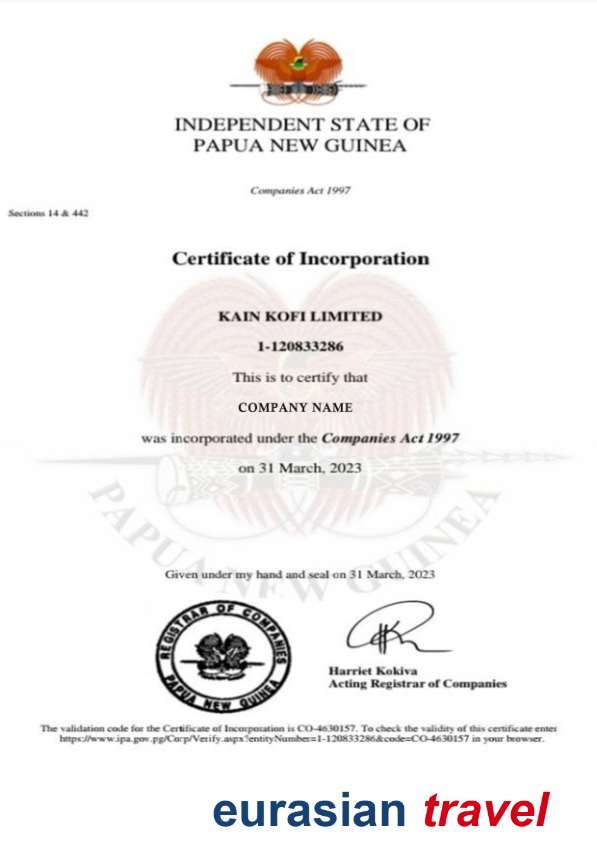 INDEPENDENT STATE OF
PAPUA NEW GUINEA
Companies Act 1997
Sections 14 & 442
Certificate of Incorporation
KAIN KOFI LIMITED
1-120833286
This is to certify that
COMPANY NAME
was incorporated under the Companies Act 1997
on 31 March, 2023
PAPUA NEW GUINEA
Given under my hand and seal on 31 March, 2023
REGISTRAR OF COMPANIES
PAPUA NEW GUINEA
Harriet Kokiva
Acting Registrar of Companies
The validation code for the Certificate of Incorporation is CO-4630157. To check the validity of this certificate enter
https://www.ipa.gov.pg/Corp/Verify.aspx?entityNumber=1-120833286&code=CO-4630157 in your browser.
eurasian travel